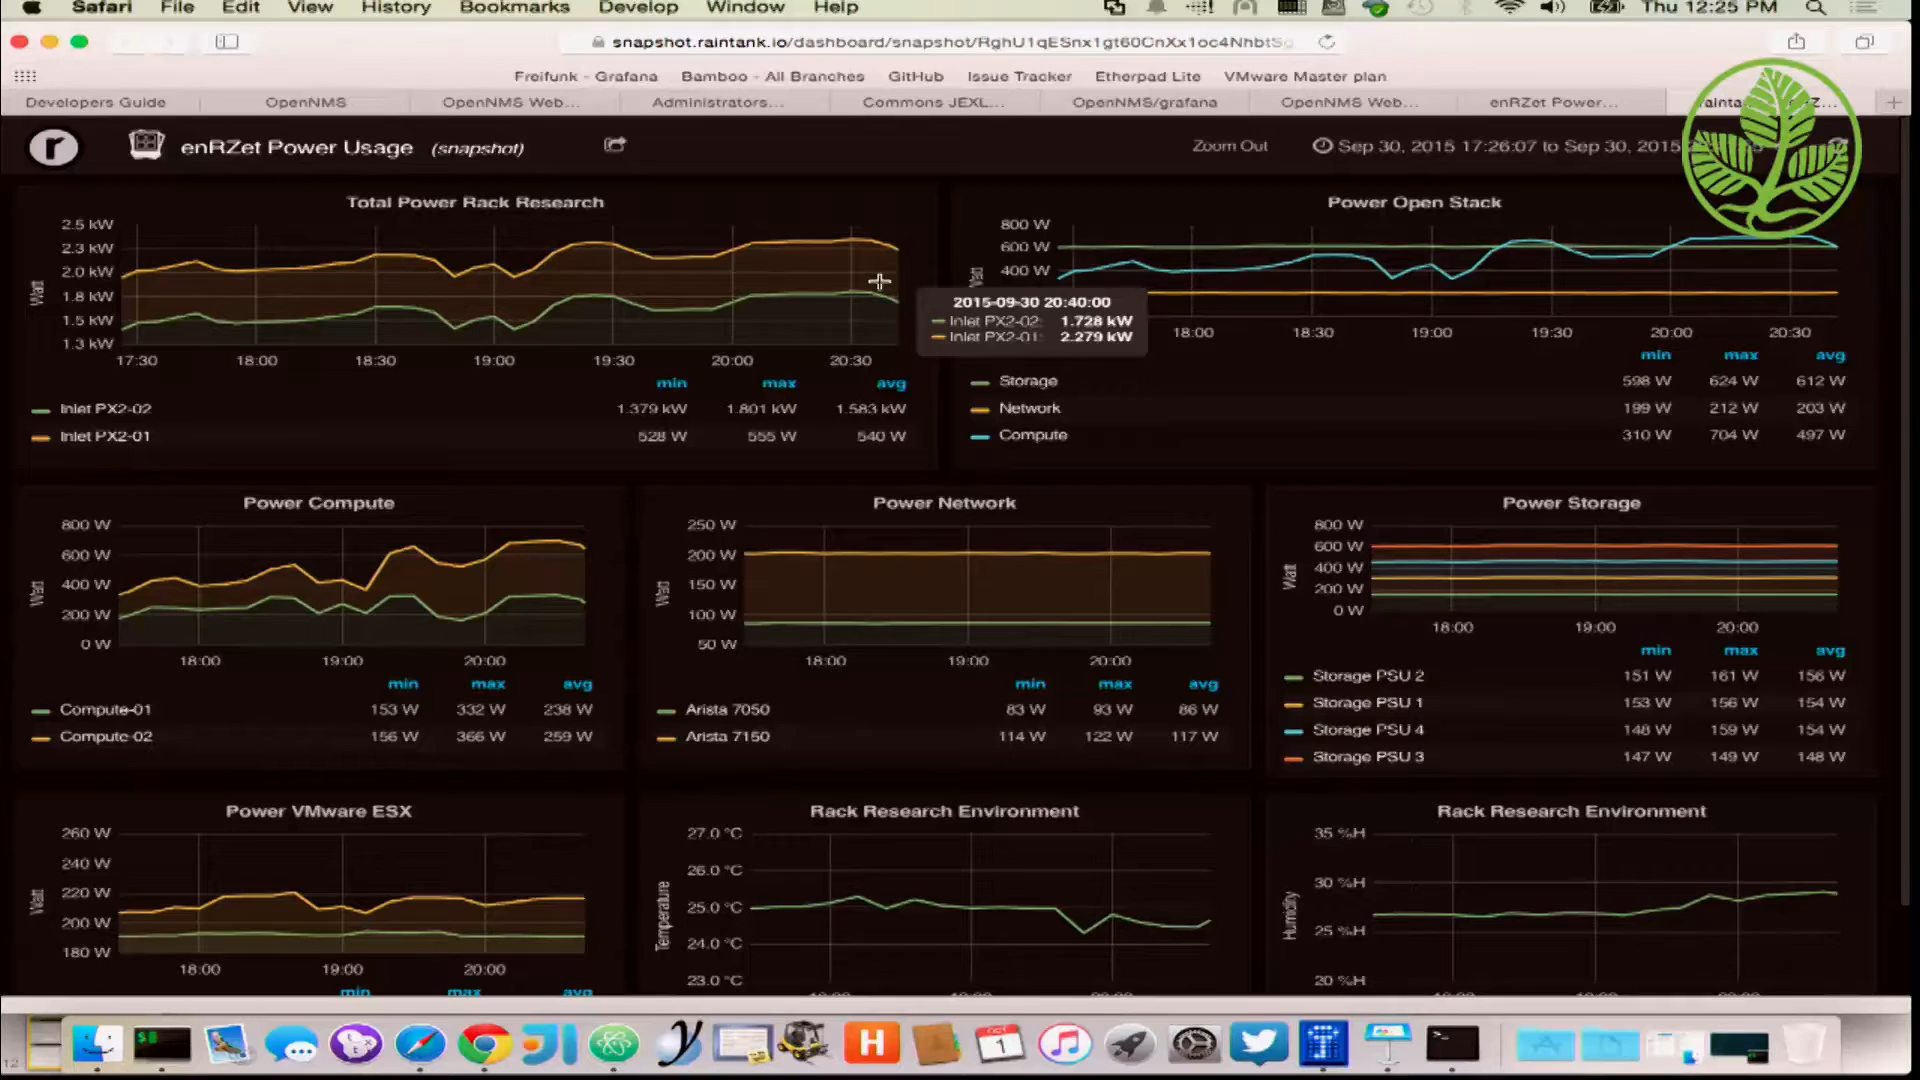 Safari File Edit View History Bookmarks Develop Window Help Thu 12:25 PM
snapshot.raintank.io/dashboard/snapshot/RghU1qESnx1gt60CnXx1oc4NhbtS
Freifunk - Grafana Bamboo - All Branches GitHub Issue Tracker Etherpad Lite VMware Master plan
Developers Guide OpenNMS OpenNMS Web... Administrators... Commons JEXL... OpenNMS/grafana OpenNMS Web... enRZet Power...
enRZet Power Usage (snapshot) Zoom Out Sep 30, 2015 17:26:07 to Sep 30, 2015
Total Power Rack Research
2.5 kW
2.3 kW
2.0 kW
1.8 kW
1.5 kW
1.3 kW
Watt
17:30 18:00 18:30 19:00 19:30 20:00 20:30
min max avg
Inlet PX2-02 1.379 kW 1.801 kW 1.583 kW
Inlet PX2-01 528 W 555 W 540 W
2015-09-30 20:40:00
Inlet PX2-02: 1.728 kW
Inlet PX2-01: 2.279 kW
Power Open Stack
800 W
600 W
400 W
18:00 18:30 19:00 19:30 20:00 20:30
min max avg
Storage 598 W 624 W 612 W
Network 199 W 212 W 203 W
Compute 310 W 704 W 497 W
Power Compute
800 W
600 W
400 W
200 W
0 W
Watt
18:00 19:00 20:00
min max avg
Compute-01 153 W 332 W 238 W
Compute-02 156 W 366 W 259 W
Power Network
250 W
200 W
150 W
100 W
50 W
Watt
18:00 19:00 20:00
min max avg
Arista 7050 83 W 93 W 86 W
Arista 7150 114 W 122 W 117 W
Power Storage
800 W
600 W
400 W
200 W
0 W
Watt
18:00 19:00 20:00
min max avg
Storage PSU 2 151 W 161 W 156 W
Storage PSU 1 153 W 156 W 154 W
Storage PSU 4 148 W 159 W 154 W
Storage PSU 3 147 W 149 W 148 W
Power VMware ESX
260 W
240 W
220 W
200 W
180 W
Watt
18:00 19:00 20:00
min max avg
Rack Research Environment
27.0 °C
26.0 °C
25.0 °C
24.0 °C
23.0 °C
Temperature
Rack Research Environment
35 %H
30 %H
25 %H
20 %H
Humidity